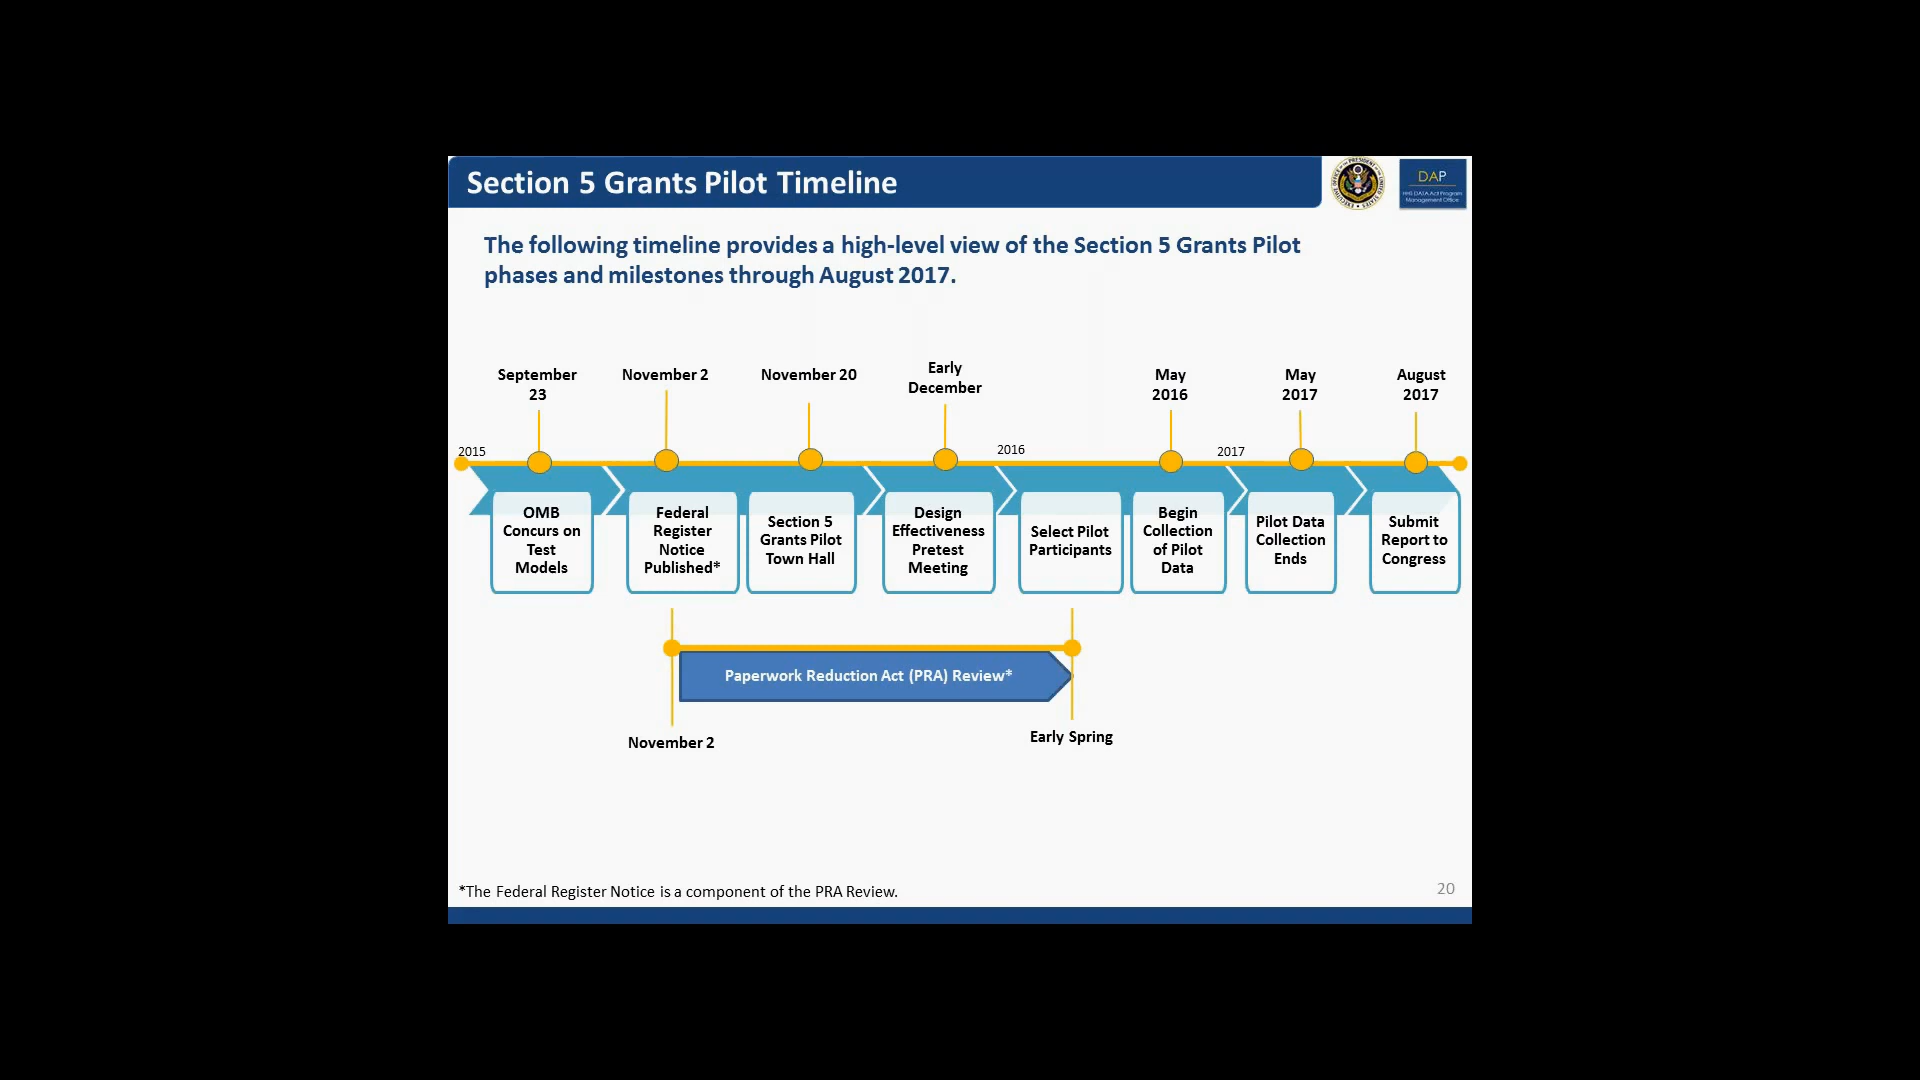 Section 5 Grants Pilot Timeline
DAP
HHS DATA Act Program
Management Office
The following timeline provides a high-level view of the Section 5 Grants Pilot
phases and milestones through August 2017.
September
23
November 2
November 20
Early
December
May
2016
May
2017
August
2017
2015
2016
2017
OMB
Concurs on
Test
Models
Federal
Register
Notice
Published*
Section 5
Grants Pilot
Town Hall
Design
Effectiveness
Pretest
Meeting
Select Pilot
Participants
Begin
Collection
of Pilot
Data
Pilot Data
Collection
Ends
Submit
Report to
Congress
Paperwork Reduction Act (PRA) Review*
November 2
Early Spring
*The Federal Register Notice is a component of the PRA Review.
20